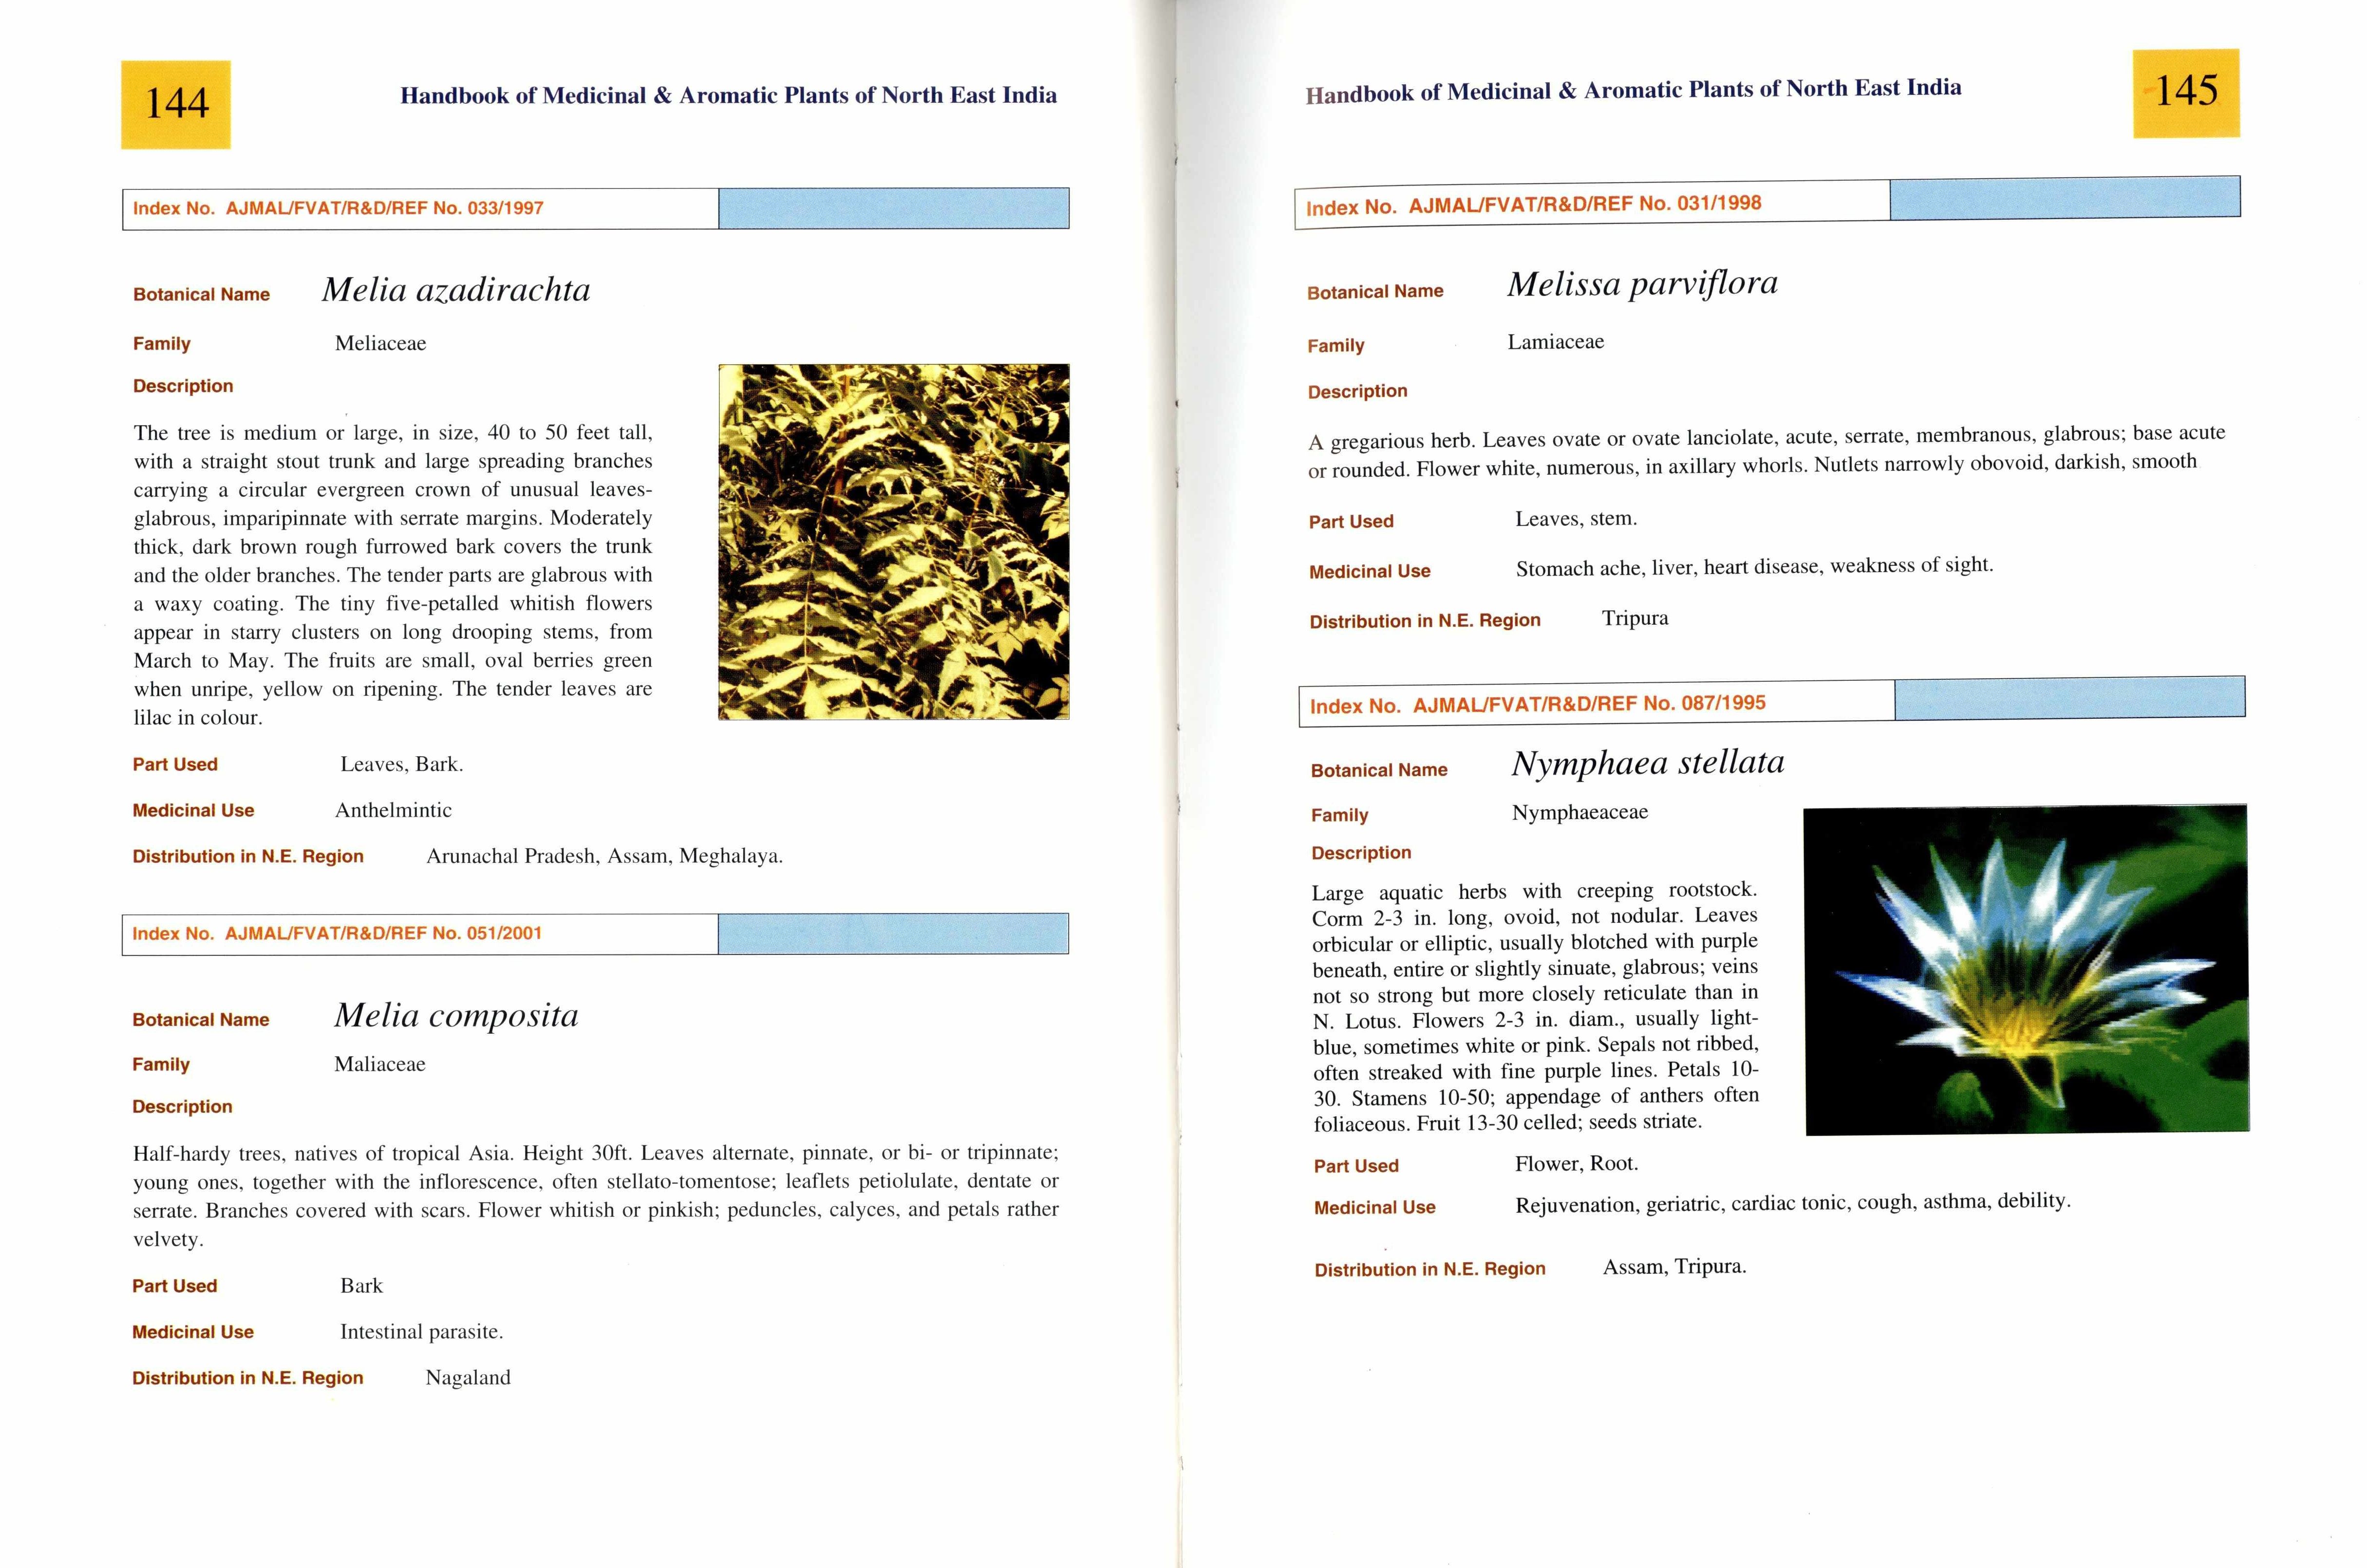 144
Handbook of Medicinal & Aromatic Plants of North East India
Index No. AJMAL/FVAT/R&D/REF No. 033/1997
Botanical Name Melia azadirachta
Family Meliaceae
Description
The tree is medium or large, in size, 40 to 50 feet tall,
with a straight stout trunk and large spreading branches
carrying a circular evergreen crown of unusual leaves-
glabrous, imparipinnate with serrate margins. Moderately
thick, dark brown rough furrowed bark covers the trunk
and the older branches. The tender parts are glabrous with
a waxy coating. The tiny five-petalled whitish flowers
appear in starry clusters on long drooping stems, from
March to May. The fruits are small, oval berries green
when unripe, yellow on ripening. The tender leaves are
lilac in colour.
Part Used Leaves, Bark.
Medicinal Use Anthelmintic
Distribution in N.E. Region Arunachal Pradesh, Assam, Meghalaya.
Index No. AJMAL/FVAT/R&D/REF No. 051/2001
Botanical Name Melia composita
Family Maliaceae
Description
Half-hardy trees, natives of tropical Asia. Height 30ft. Leaves alternate, pinnate, or bi- or tripinnate;
young ones, together with the inflorescence, often stellato-tomentose; leaflets petiolulate, dentate or
serrate. Branches covered with scars. Flower whitish or pinkish; peduncles, calyces, and petals rather
velvety.
Part Used Bark
Medicinal Use Intestinal parasite.
Distribution in N.E. Region Nagaland
Handbook of Medicinal & Aromatic Plants of North East India
145
Index No. AJMAL/FVAT/R&D/REF No. 031/1998
Botanical Name Melissa parviflora
Family Lamiaceae
Description
A gregarious herb. Leaves ovate or ovate lanciolate, acute, serrate, membranous, glabrous; base acute
or rounded. Flower white, numerous, in axillary whorls. Nutlets narrowly obovoid, darkish, smooth
Part Used Leaves, stem.
Medicinal Use Stomach ache, liver, heart disease, weakness of sight.
Distribution in N.E. Region Tripura
Index No. AJMAL/FVAT/R&D/REF No. 087/1995
Botanical Name Nymphaea stellata
Family Nymphaeaceae
Description
Large aquatic herbs with creeping rootstock.
Corm 2-3 in. long, ovoid, not nodular. Leaves
orbicular or elliptic, usually blotched with purple
beneath, entire or slightly sinuate, glabrous; veins
not so strong but more closely reticulate than in
N. Lotus. Flowers 2-3 in. diam., usually light-
blue, sometimes white or pink. Sepals not ribbed,
often streaked with fine purple lines. Petals 10-
30. Stamens 10-50; appendage of anthers often
foliaceous. Fruit 13-30 celled; seeds striate.
Part Used Flower, Root.
Medicinal Use Rejuvenation, geriatric, cardiac tonic, cough, asthma, debility.
Distribution in N.E. Region Assam, Tripura.